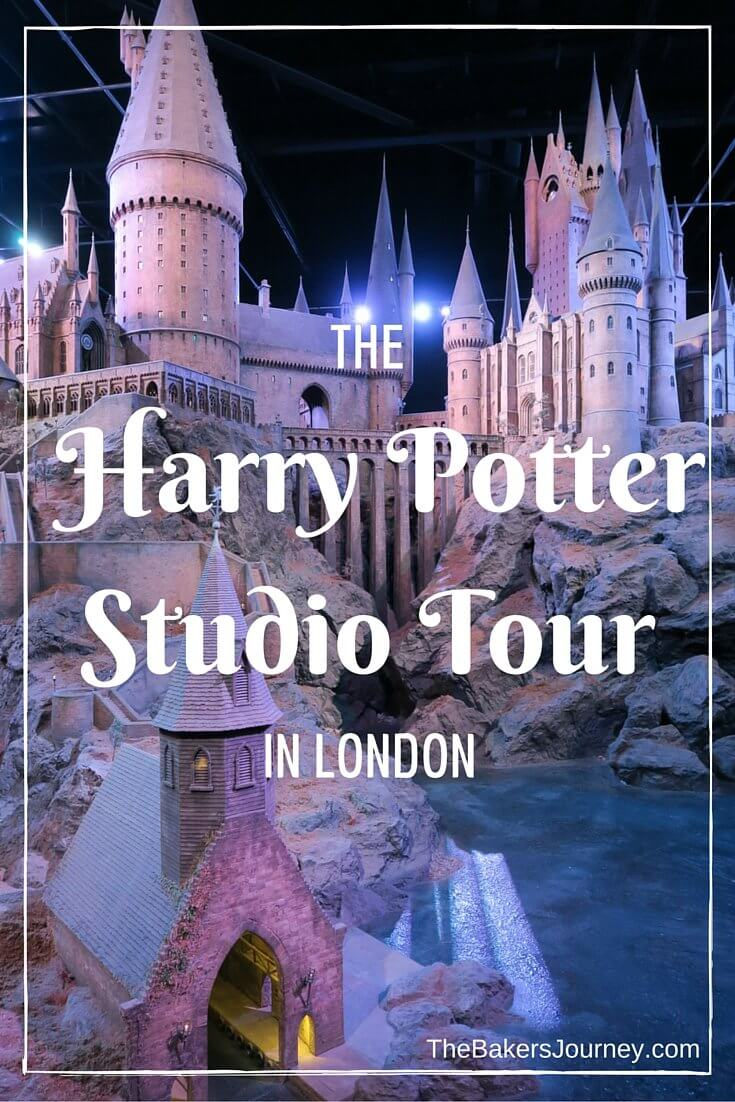 THE
Harry Potter
Studio Tour
IN LONDON
TheBakersJourney.com